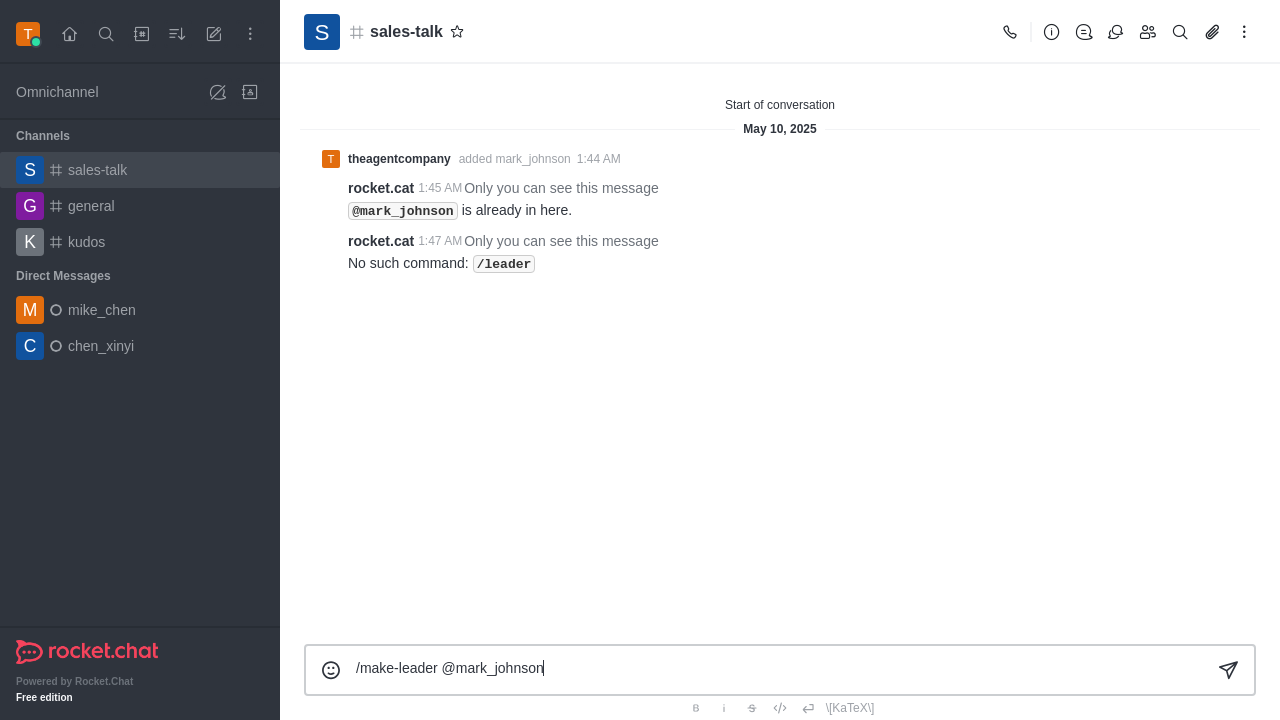 T
Omnichannel
Channels
S sales-talk
G general
K kudos
Direct Messages
M mike_chen
C chen_xinyi
rocket.chat
Powered by Rocket.Chat
Free edition
S sales-talk
Start of conversation
May 10, 2025
T theagentcompany added mark_johnson 1:44 AM
rocket.cat 1:45 AM Only you can see this message
@mark_johnson is already in here.
rocket.cat 1:47 AM Only you can see this message
No such command: /leader
/make-leader @mark_johnson
B i S \[KaTeX\]